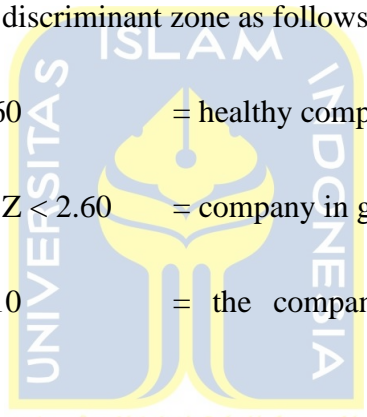 discriminant zone as follows
ISLAM
UNIVERSITAS
INDONESIA
60 = healthy comp
Z < 2.60 = company in g
10 = the compan